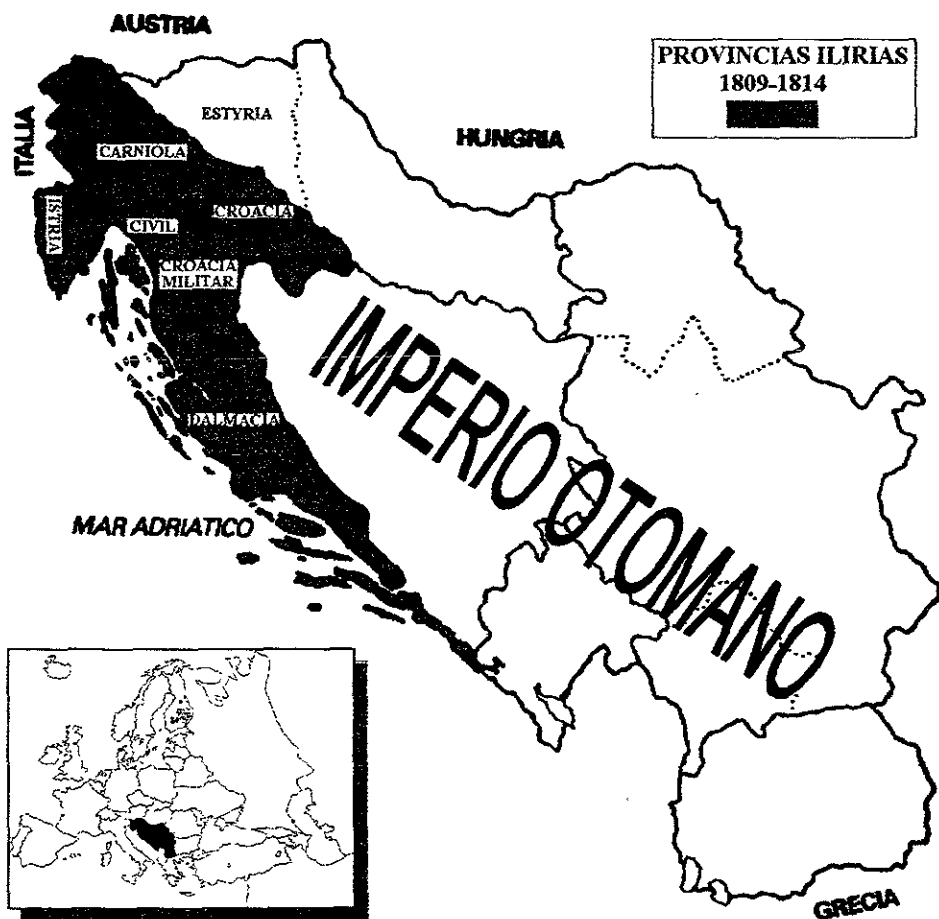 AUSTRIA
PROVINCIAS ILIRIAS
1809-1814
ITALIA
ESTYRIA
HUNGRIA
CARNIOLA
ISTRIA
CIVIL
CROACIA
CROACIA
MILITAR
IMPERIO OTOMANO
DALMACIA
MAR ADRIATICO
GRECIA